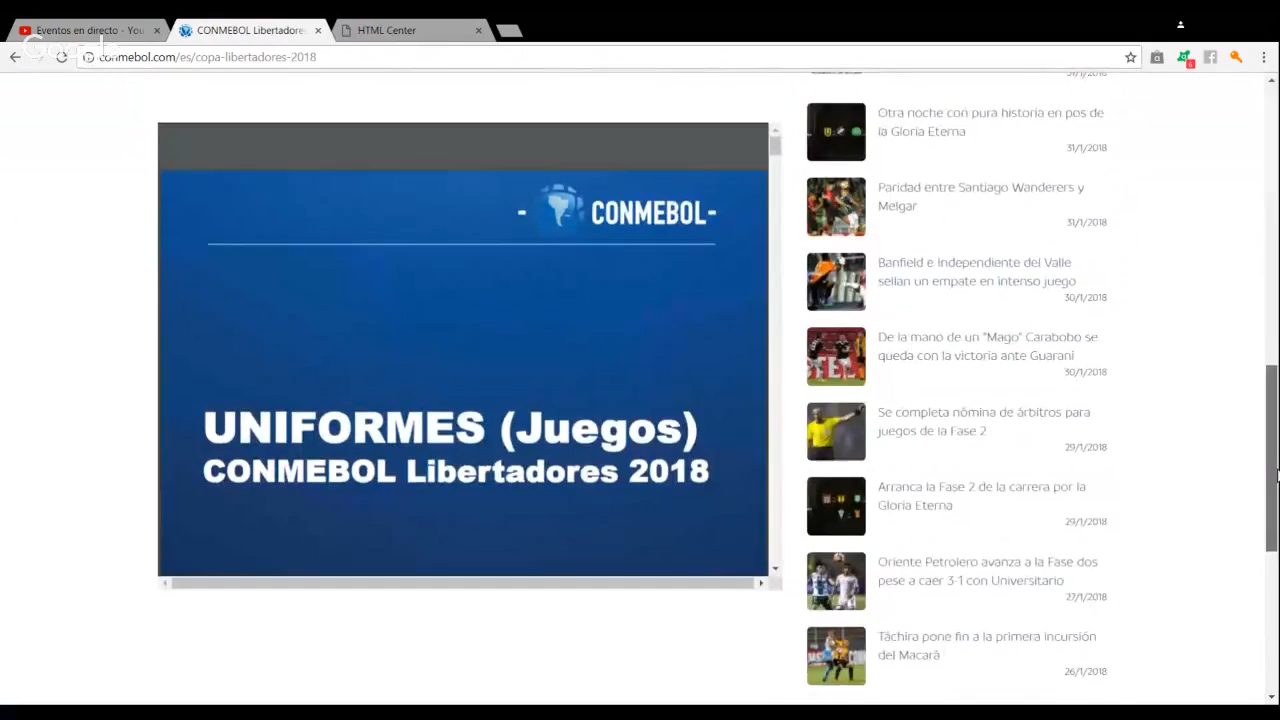 Eventos en directo - You
CONMEBOL Libertadores
HTML Center
conmebol.com/es/copa-libertadores-2018
31/1/2018
Otra noche con pura historia en pos de
la Gloria Eterna
31/1/2018
Paridad entre Santiago Wanderers y
Melgar
31/1/2018
Banfield e Independiente del Valle
sellan un empate en intenso juego
30/1/2018
De la mano de un "Mago" Carabobo se
queda con la victoria ante Guaraní
30/1/2018
Se completa nómina de árbitros para
juegos de la Fase 2
29/1/2018
Arranca la Fase 2 de la carrera por la
Gloria Eterna
29/1/2018
Oriente Petrolero avanza a la Fase dos
pese a caer 3-1 con Universitario
27/1/2018
Táchira pone fin a la primera incursión
del Macará
26/1/2018
-CONMEBOL-
UNIFORMES (Juegos)
CONMEBOL Libertadores 2018